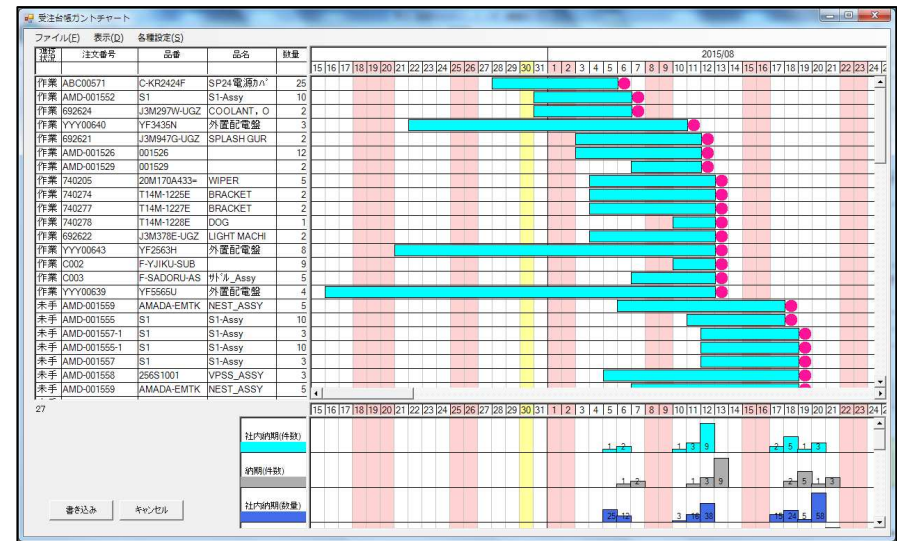 受注台帳ガントチャート
ファイル(F) 表示(D) 各種設定(S)
進捗状況 注文番号 品番 品名 数量
2015/08
15 16 17 18 19 20 21 22 23 24 25 26 27 28 29 30 31 1 2 3 4 5 6 7 8 9 10 11 12 13 14 15 16 17 18 19 20 21 22 23 24
作業 ABC00571 C-KR2424F SP24電源ｶﾊﾞ 25
作業 AMD-001552 S1 S1-Assy 10
作業 692624 J3M297W-UGZ COOLANT，O 2
作業 YYY00640 YF3435N 外置配電盤 3
作業 692621 J3M947G-UGZ SPLASH GUR 2
作業 AMD-001526 001526 12
作業 AMD-001529 001529 2
作業 740205 20M170A433= WIPER 5
作業 740274 T14M-1225E BRACKET 2
作業 740277 T14M-1227E BRACKET 2
作業 740278 T14M-1228E DOG 1
作業 692622 J3M378E-UGZ LIGHT MACHI 2
作業 YYY00643 YF2563H 外置配電盤 8
作業 C002 F-YJIKU-SUB 9
作業 C003 F-SADORU-AS ｻﾄﾞﾙ_Assy 5
作業 YYY00639 YF5565U 外置配電盤 4
未手 AMD-001559 AMADA-EMTK NEST_ASSY 5
未手 AMD-001555 S1 S1-Assy 10
未手 AMD-001557-1 S1 S1-Assy 3
未手 AMD-001555-1 S1 S1-Assy 10
未手 AMD-001557 S1 S1-Assy 3
未手 AMD-001558 256S1001 VPSS_ASSY 3
未手 AMD-001559 AMADA-EMTK NEST_ASSY 5
27
15 16 17 18 19 20 21 22 23 24 25 26 27 28 29 30 31 1 2 3 4 5 6 7 8 9 10 11 12 13 14 15 16 17 18 19 20 21 22 23 24
社内納期(件数) 1 2 1 3 9 2 5 1 3
納期(件数) 1 2 1 3 9 2 5 1 3
社内納期(数量) 25 12 3 16 38 24 5 58
書き込み キャンセル